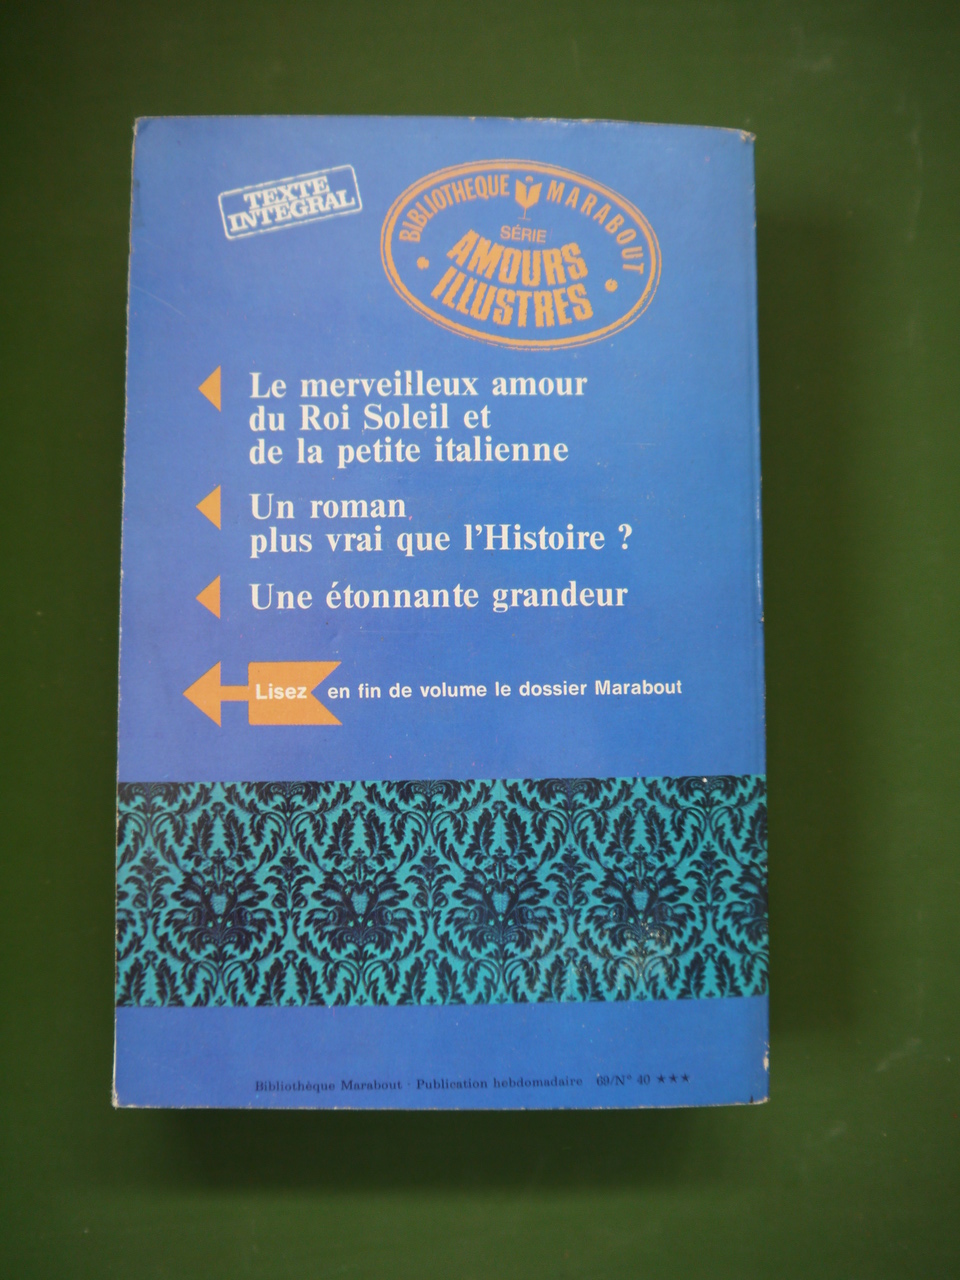 TEXTE
INTEGRAL
BIBLIOTHEQUE MARABOUT
SÉRIE
AMOURS
ILLUSTRES
Le merveilleux amour
du Roi Soleil et
de la petite italienne
Un roman
plus vrai que l'Histoire ?
Une étonnante grandeur
Lisez en fin de volume le dossier Marabout
Bibliothèque Marabout · Publication hebdomadaire 69/N° 40 ★★★